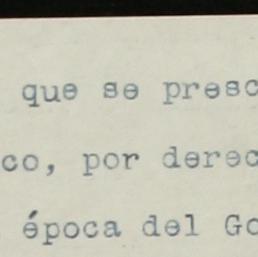 que se presc
co, por derec
época del Go